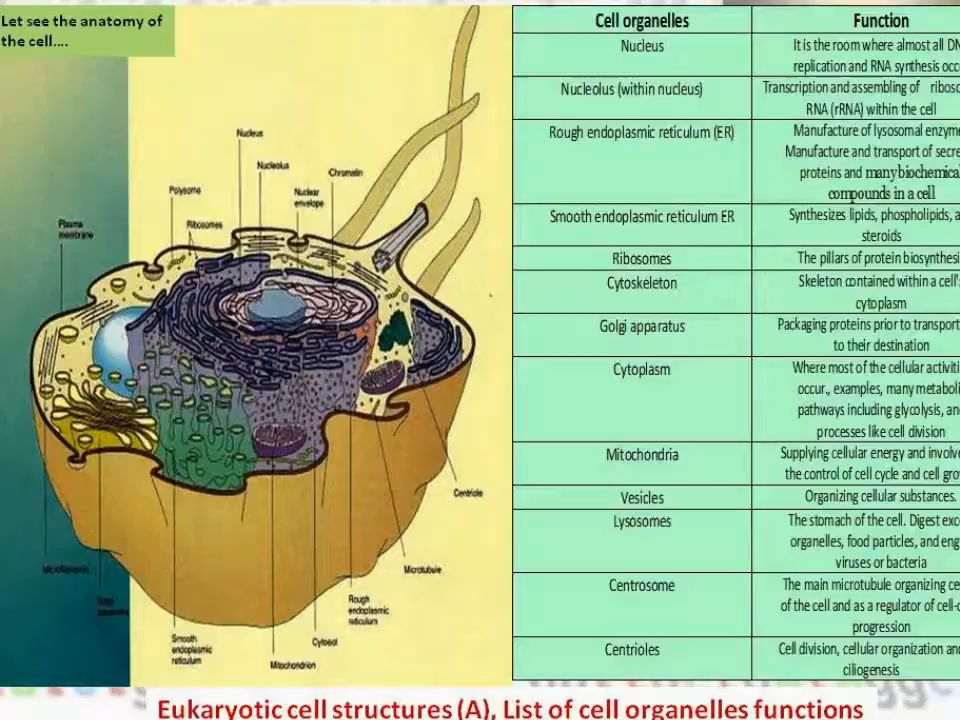 Let see the anatomy of
the cell....
Nucleus
Nucleolus
Chromatin
Polysome
Nuclear
envelope
Plasma
membrane
Ribosomes
Centriole
Microfilaments
Microtubule
Golgi
apparatus
Rough
endoplasmic
reticulum
Smooth
endoplasmic
reticulum
Cytosol
Mitochondrion
Cell organelles Function
Nucleus It is the room where almost all DN
replication and RNA synthesis occ
Nucleolus (within nucleus) Transcription and assembling of riboso
RNA (rRNA) within the cell
Rough endoplasmic reticulum (ER) Manufacture of lysosomal enzyme
Manufacture and transport of secre
proteins and many biochemical
compounds in a cell
Smooth endoplasmic reticulum ER Synthesizes lipids, phospholipids, a
steroids
Ribosomes The pillars of protein biosynthesi
Cytoskeleton Skeleton contained within a cell'
cytoplasm
Golgi apparatus Packaging proteins prior to transport
to their destination
Cytoplasm Where most of the cellular activiti
occur., examples, many metaboli
pathways including glycolysis, an
processes like cell division
Mitochondria Supplying cellular energy and involve
the control of cell cycle and cell gro
Vesicles Organizing cellular substances.
Lysosomes The stomach of the cell. Digest exc
organelles, food particles, and eng
viruses or bacteria
Centrosome The main microtubule organizing ce
of the cell and as a regulator of cell-c
progression
Centrioles Cell division, cellular organization an
ciliogenesis
Eukaryotic cell structures (A), List of cell organelles functions